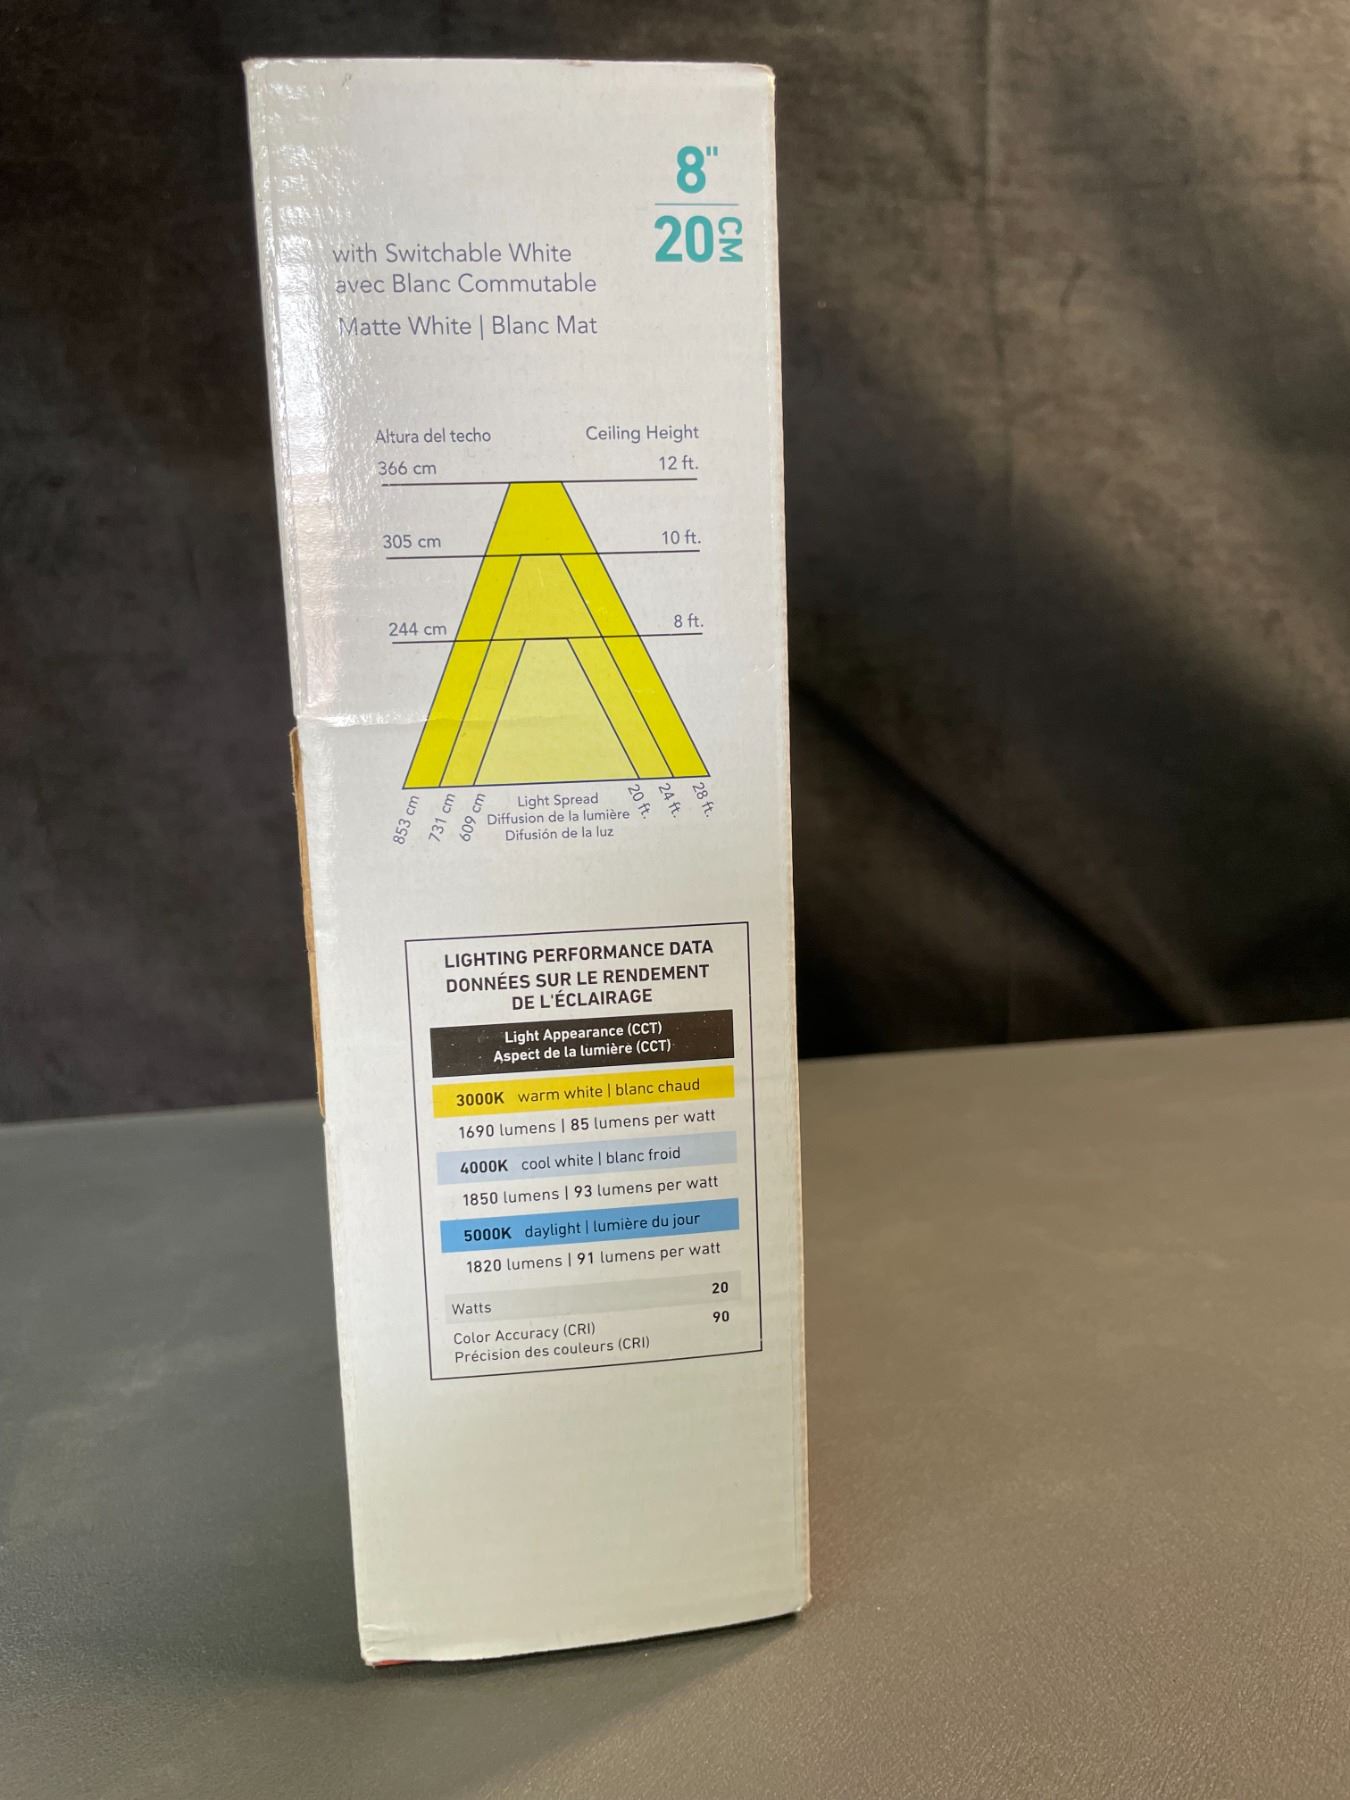 8"
20 CM
with Switchable White
avec Blanc Commutable
Matte White | Blanc Mat
Altura del techo Ceiling Height
366 cm 12 ft.
305 cm 10 ft.
244 cm 8 ft.
853 cm 731 cm 609 cm 20 ft. 24 ft. 28 ft.
Light Spread
Diffusion de la lumière
Difusión de la luz
LIGHTING PERFORMANCE DATA
DONNÉES SUR LE RENDEMENT
DE L'ÉCLAIRAGE
Light Appearance (CCT)
Aspect de la lumière (CCT)
3000K warm white | blanc chaud
1690 lumens | 85 lumens per watt
4000K cool white | blanc froid
1850 lumens | 93 lumens per watt
5000K daylight | lumière du jour
1820 lumens | 91 lumens per watt
Watts 20
Color Accuracy (CRI) 90
Précision des couleurs (CRI)